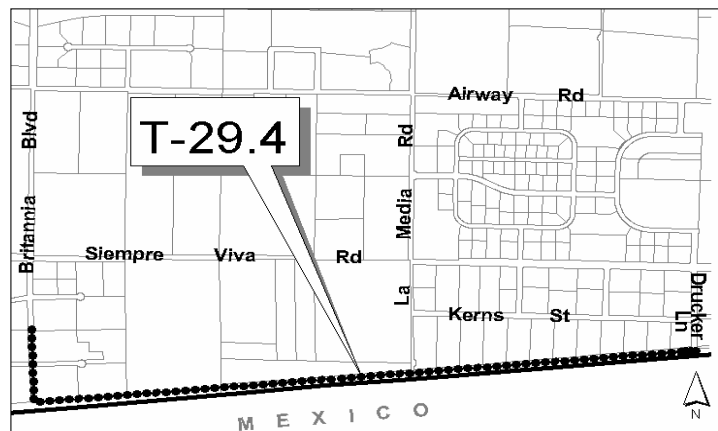 Airway Rd
T-29.4
Britannia Blvd
La Media Rd
Siempre Viva Rd
Drucker Ln
Kerns St
MEXICO
N